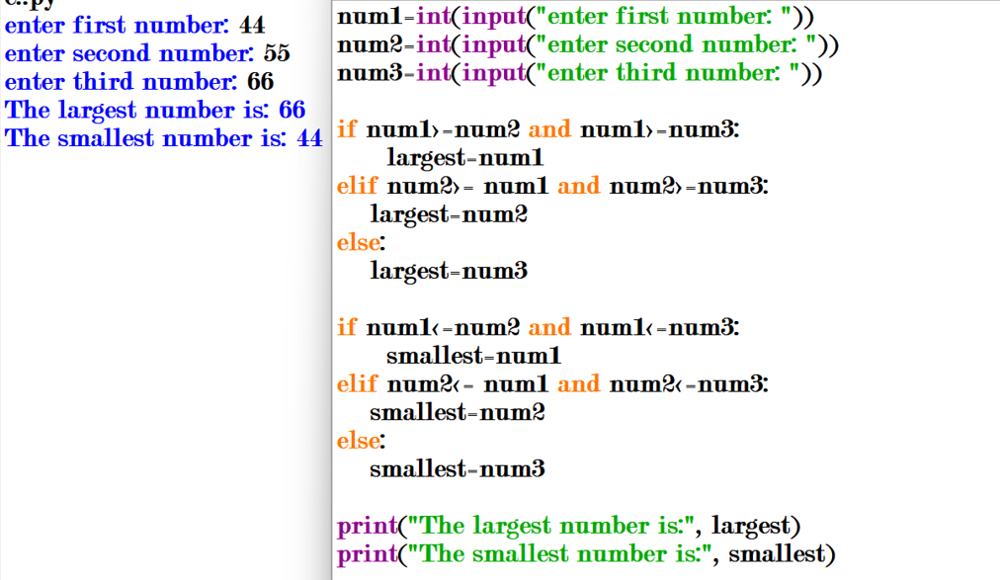 enter first number: 44
enter second number: 55
enter third number: 66
The largest number is: 66
The smallest number is: 44
num1=int(input("enter first number: "))
num2=int(input("enter second number: "))
num3=int(input("enter third number: "))
if num1>=num2 and num1>=num3:
largest=num1
elif num2>= num1 and num2>=num3:
largest=num2
else:
largest=num3
if num1<=num2 and num1<=num3:
smallest=num1
elif num2<= num1 and num2<=num3:
smallest=num2
else:
smallest=num3
print("The largest number is:", largest)
print("The smallest number is:", smallest)